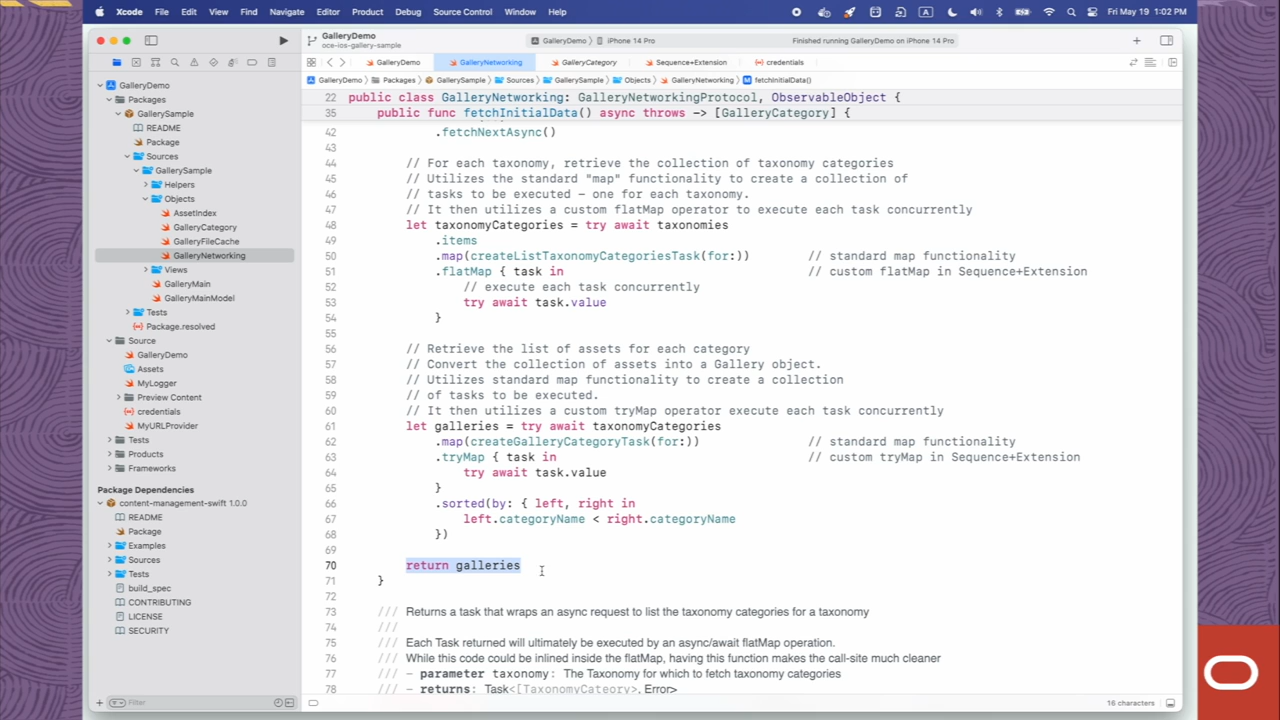 Xcode File Edit View Find Navigate Editor Product Debug Source Control Window Help
A Fri May 19 1:02 PM
GalleryDemo
oce-ios-gallery-sample
GalleryDemo iPhone 14 Pro
Finished running GalleryDemo on iPhone 14 Pro
GalleryDemo GalleryNetworking GalleryCategory Sequence+Extension credentials
GalleryDemo Packages GallerySample Sources GallerySample Objects GalleryNetworking M fetchInitialData()
GalleryDemo
Packages
GallerySample
README
Package
Sources
GallerySample
Helpers
Objects
AssetIndex
GalleryCategory
GalleryFileCache
GalleryNetworking
Views
GalleryMain
GalleryMainModel
Tests
Package.resolved
Source
GalleryDemo
Assets
MyLogger
Preview Content
credentials
MyURLProvider
Tests
Products
Frameworks
Package Dependencies
content-management-swift 1.0.0
README
Package
Examples
Sources
Tests
build_spec
CONTRIBUTING
LICENSE
SECURITY
Filter
22 public class GalleryNetworking: GalleryNetworkingProtocol, ObservableObject {
35 public func fetchInitialData() async throws -> [GalleryCategory] {
42 .fetchNextAsync()
43
44 // For each taxonomy, retrieve the collection of taxonomy categories
45 // Utilizes the standard "map" functionality to create a collection of
46 // tasks to be executed - one for each taxonomy.
47 // It then utilizes a custom flatMap operator to execute each task concurrently
48 let taxonomyCategories = try await taxonomies
49 .items
50 .map(createListTaxonomyCategoriesTask(for:)) // standard map functionality
51 .flatMap { task in // custom flatMap in Sequence+Extension
52 // execute each task concurrently
53 try await task.value
54 }
55
56 // Retrieve the list of assets for each category
57 // Convert the collection of assets into a Gallery object.
58 // Utilizes standard map functionality to create a collection
59 // of tasks to be executed.
60 // It then utilizes a custom tryMap operator execute each task concurrently
61 let galleries = try await taxonomyCategories
62 .map(createGalleryCategoryTask(for:)) // standard map functionality
63 .tryMap { task in // custom tryMap in Sequence+Extension
64 try await task.value
65 }
66 .sorted(by: { left, right in
67 left.categoryName < right.categoryName
68 })
69
70 return galleries
71 }
72
73 /// Returns a task that wraps an async request to list the taxonomy categories for a taxonomy
74 ///
75 /// Each Task returned will ultimately be executed by an async/await flatMap operation.
76 /// While this code could be inlined inside the flatMap, having this function makes the call-site much cleaner
77 /// - parameter taxonomy: The Taxonomy for which to fetch taxonomy categories
78 /// - returns: Task<[TaxonomyCateory>, Error>
16 characters